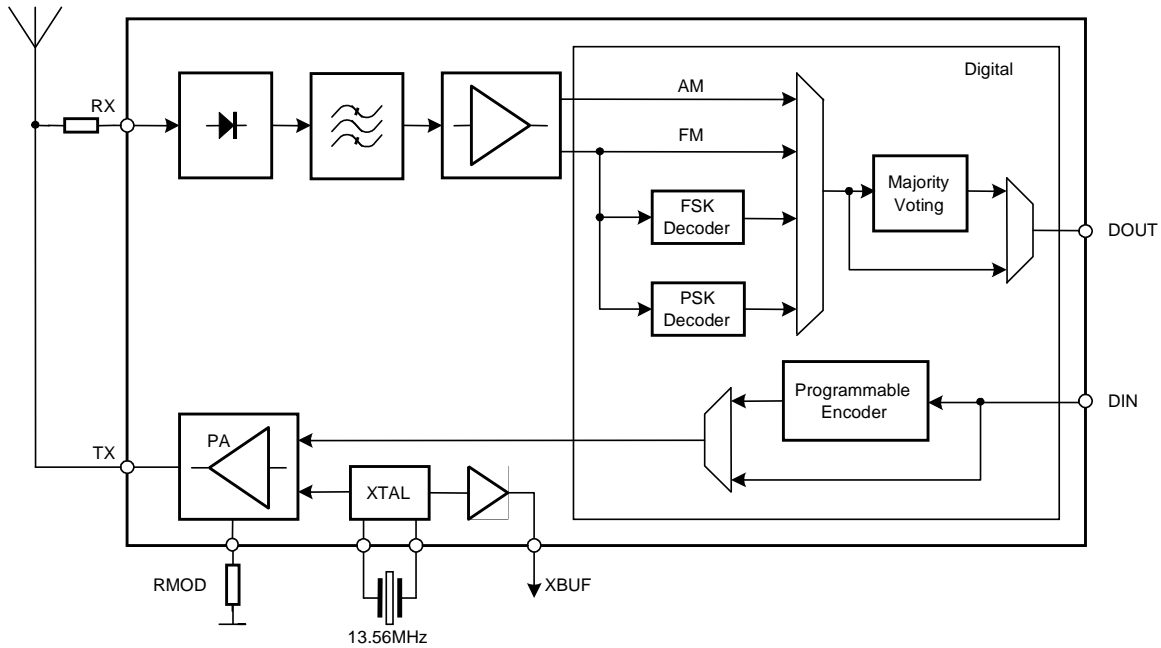 Digital
RX
AM
FM
FSK
Decoder
Majority
Voting
DOUT
PSK
Decoder
Programmable
Encoder
DIN
PA
TX
XTAL
RMOD
XBUF
13.56MHz